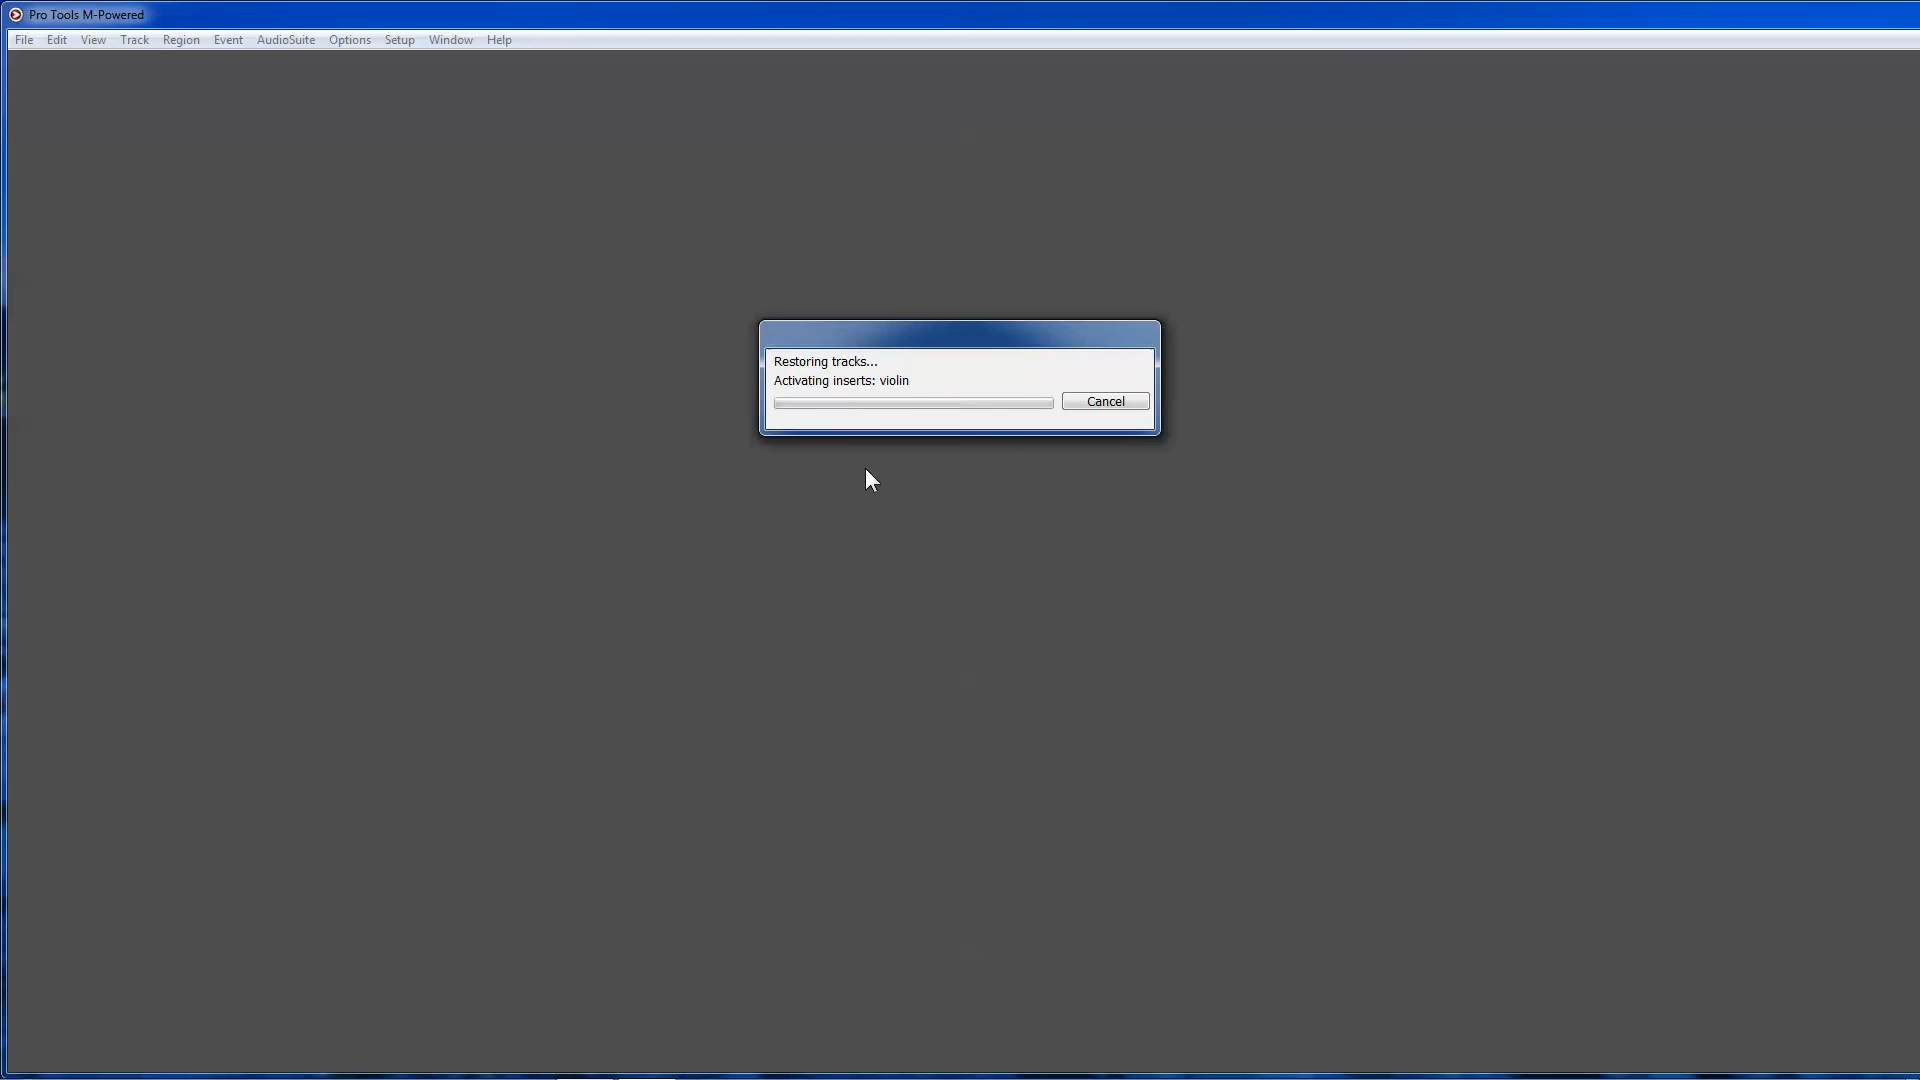 Pro Tools M-Powered
File Edit View Track Region Event AudioSuite Options Setup Window Help
Restoring tracks...
Activating inserts: violin
Cancel